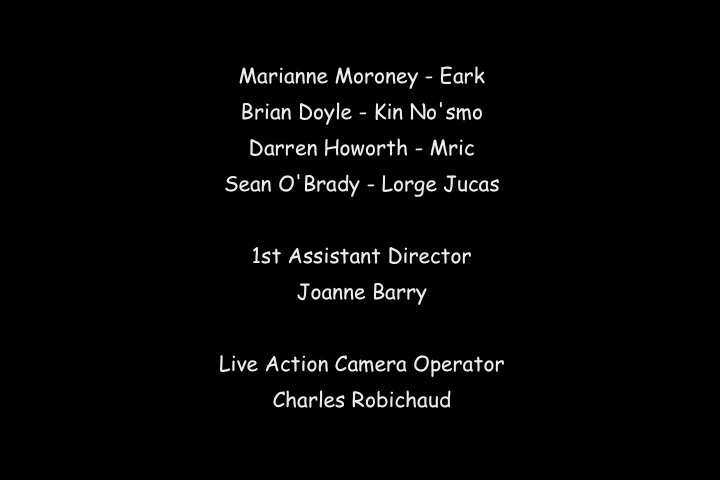 Marianne Moroney - Eark
Brian Doyle - Kin No'smo
Darren Howorth - Mric
Sean O'Brady - Lorge Jucas
1st Assistant Director
Joanne Barry
Live Action Camera Operator
Charles Robichaud